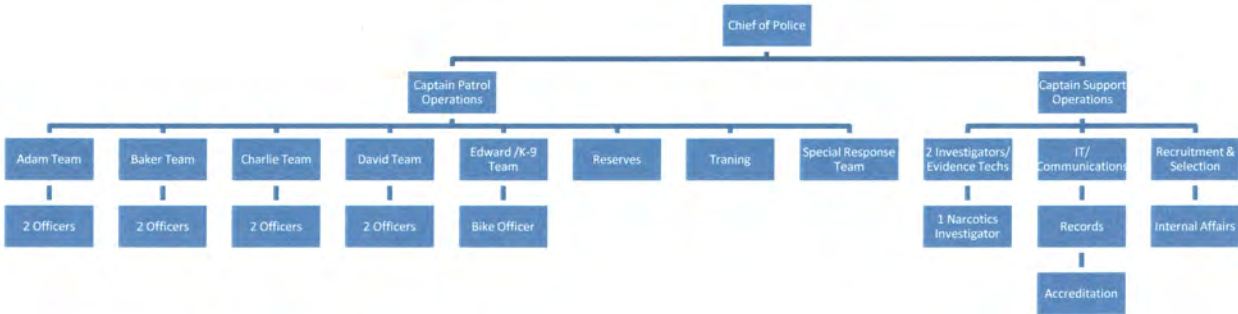 Chief of Police
Captain Patrol
Operations
Captain Support
Operations
Adam Team
Baker Team
Charlie Team
David Team
Edward /K-9
Team
Reserves
Traning
Special Response
Team
2 Investigators/
Evidence Techs
IT/
Communications
Recruitment &
Selection
2 Officers
2 Officers
2 Officers
2 Officers
Bike Officer
1 Narcotics
Investigator
Records
Internal Affairs
Accreditation